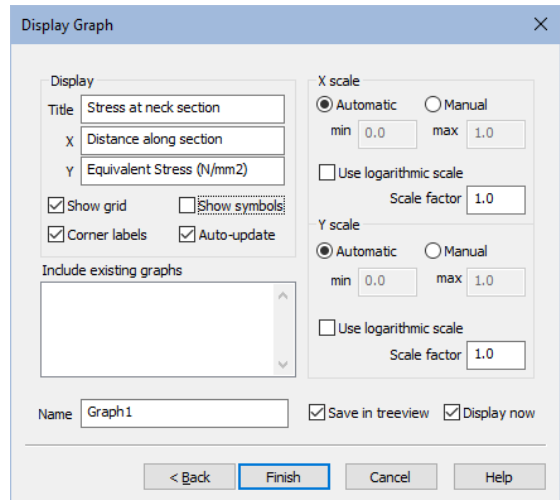 Display Graph
Display
Title Stress at neck section
X Distance along section
Y Equivalent Stress (N/mm2)
Show grid Show symbols
Corner labels Auto-update
Include existing graphs
X scale
Automatic Manual
min 0.0 max 1.0
Use logarithmic scale
Scale factor 1.0
Y scale
Automatic Manual
min 0.0 max 1.0
Use logarithmic scale
Scale factor 1.0
Name Graph1
Save in treeview Display now
< Back Finish Cancel Help